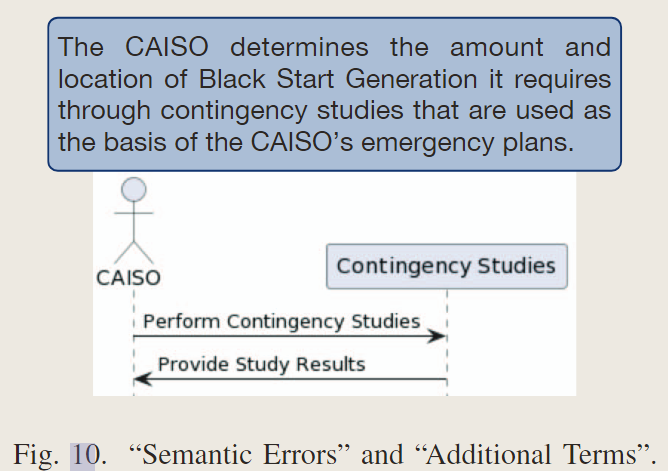 The CAISO determines the amount and
location of Black Start Generation it requires
through contingency studies that are used as
the basis of the CAISO’s emergency plans.
CAISO
Contingency Studies
Perform Contingency Studies
Provide Study Results
Fig. 10. “Semantic Errors” and “Additional Terms”.